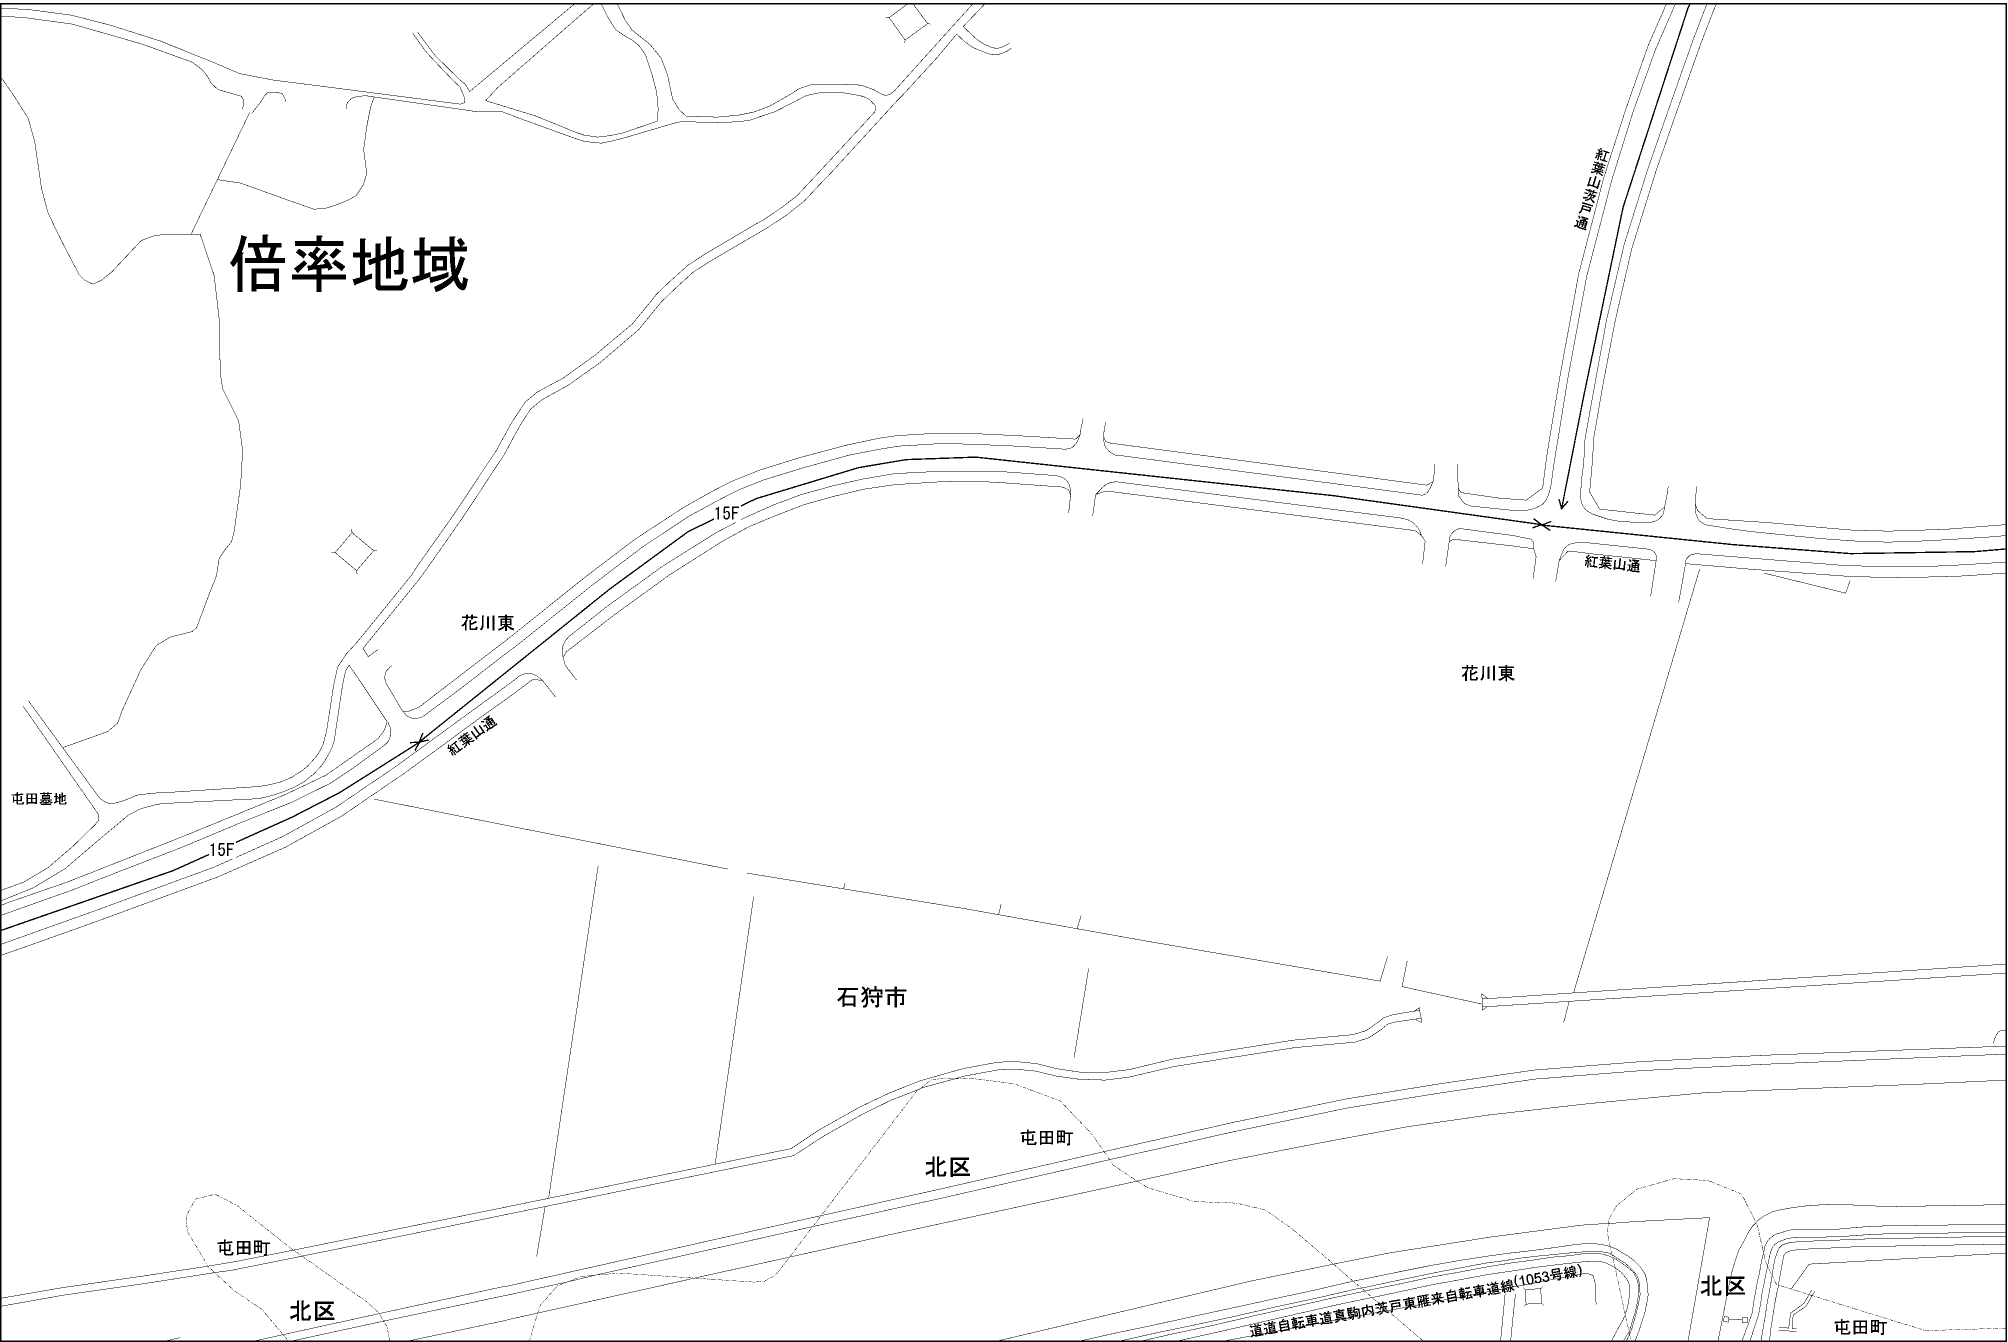 紅葉山茨戸通
倍率地域
15F
紅葉山通
花川東
花川東
紅葉山通
屯田墓地
15F
石狩市
屯田町
北区
屯田町
北区
道道自転車道真駒内茨戸東雁来自転車道線(1053号線)
北区
屯田町